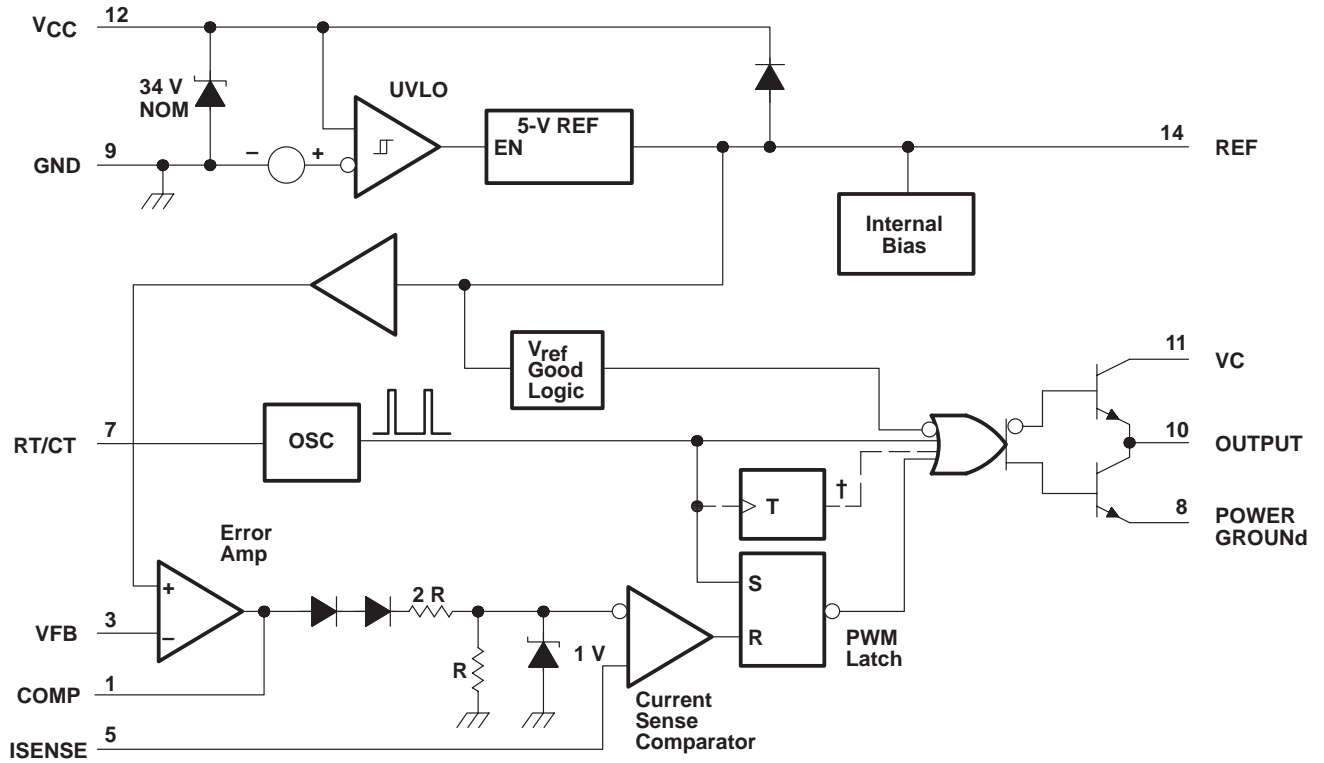 VCC 12
34 V
NOM
UVLO
5-V REF
EN
14 REF
GND 9
− +
Internal
Bias
Vref
Good
Logic
11 VC
RT/CT 7
OSC
10 OUTPUT
T
†
8 POWER
GROUNd
Error
Amp
+
−
2 R
S
R
PWM
Latch
VFB 3
R
1 V
COMP 1
Current
Sense
Comparator
ISENSE 5